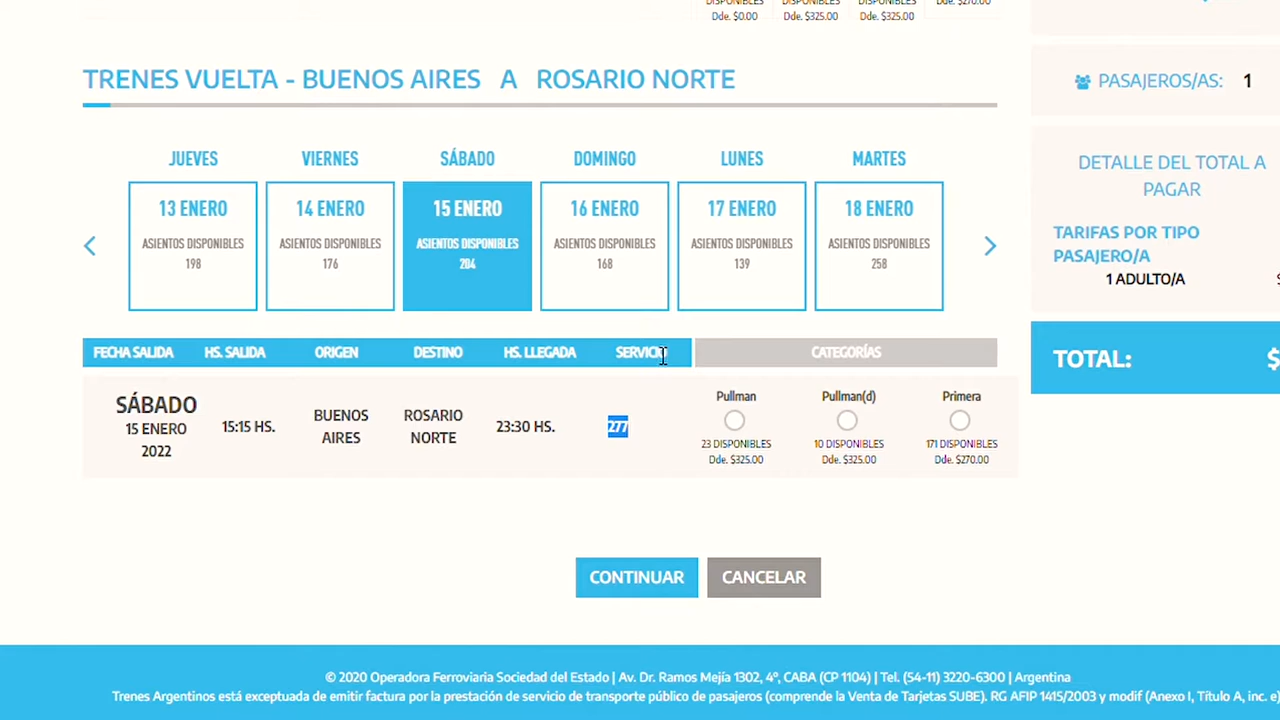 DISPONIBLES DISPONIBLES DISPONIBLES Dde. $270.00
Dde. $0.00 Dde. $325.00 Dde. $325.00
TRENES VUELTA - BUENOS AIRES A ROSARIO NORTE
PASAJEROS/AS: 1
JUEVES VIERNES SÁBADO DOMINGO LUNES MARTES
13 ENERO 14 ENERO 15 ENERO 16 ENERO 17 ENERO 18 ENERO
ASIENTOS DISPONIBLES ASIENTOS DISPONIBLES ASIENTOS DISPONIBLES ASIENTOS DISPONIBLES ASIENTOS DISPONIBLES ASIENTOS DISPONIBLES
198 176 204 168 139 258
DETALLE DEL TOTAL A
PAGAR
TARIFAS POR TIPO
PASAJERO/A
1 ADULTO/A
FECHA SALIDA HS. SALIDA ORIGEN DESTINO HS. LLEGADA SERVICIO CATEGORÍAS
TOTAL: $
SÁBADO
15 ENERO
2022
15:15 HS.
BUENOS
AIRES
ROSARIO
NORTE
23:30 HS.
277
Pullman Pullman(d) Primera
23 DISPONIBLES 10 DISPONIBLES 171 DISPONIBLES
Dde. $325.00 Dde. $325.00 Dde. $270.00
CONTINUAR CANCELAR
© 2020 Operadora Ferroviaria Sociedad del Estado | Av. Dr. Ramos Mejía 1302, 4º, CABA (CP 1104) | Tel. (54-11) 3220-6300 | Argentina
Trenes Argentinos está exceptuada de emitir factura por la prestación de servicio de transporte público de pasajeros (comprende la Venta de Tarjetas SUBE). RG AFIP 1415/2003 y modif (Anexo I, Título A, inc. e)